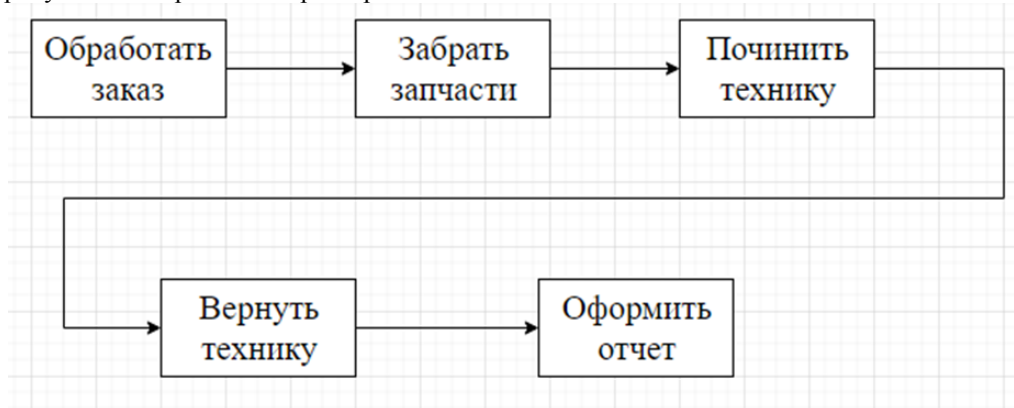 Обработать
заказ
Забрать
запчасти
Починить
технику
Вернуть
технику
Оформить
отчет